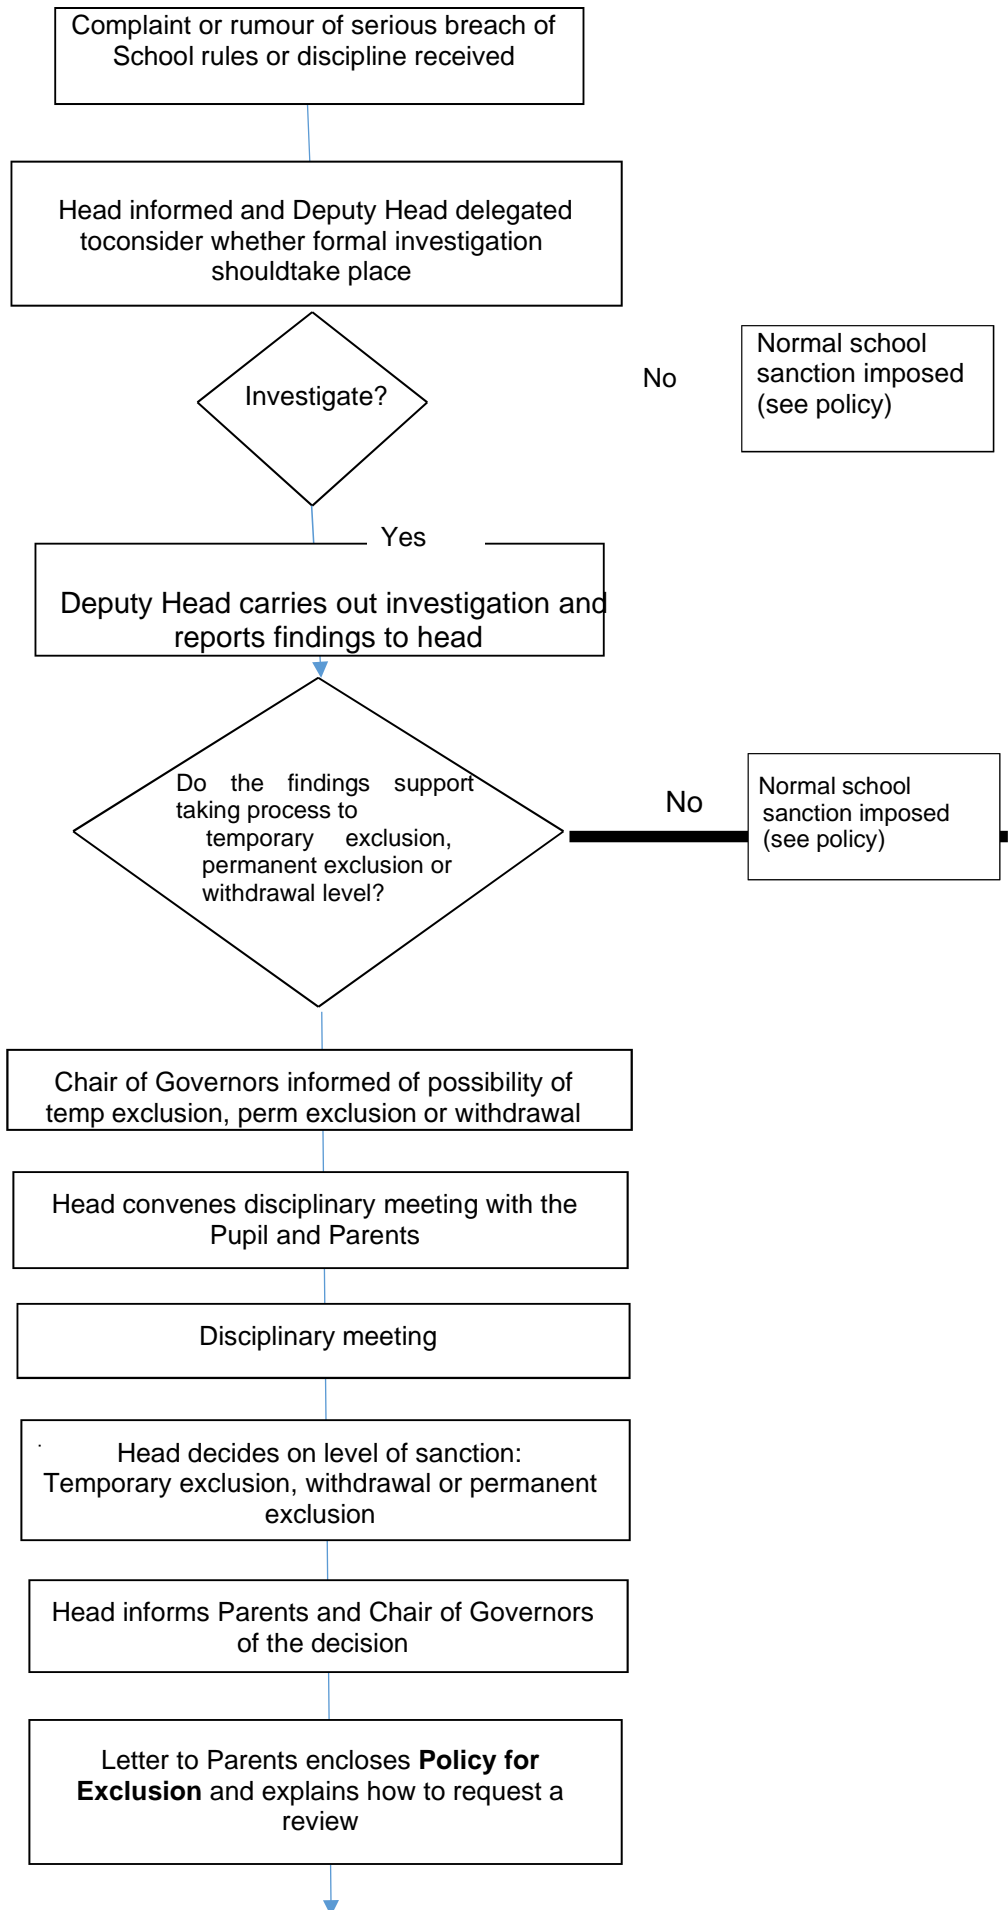 Complaint or rumour of serious breach of
School rules or discipline received
Head informed and Deputy Head delegated
toconsider whether formal investigation
shouldtake place
Investigate?
No
Normal school
sanction imposed
(see policy)
Yes
Deputy Head carries out investigation and
reports findings to head
Do the findings support
taking process to
temporary exclusion,
permanent exclusion or
withdrawal level?
No
Normal school
sanction imposed
(see policy)
Chair of Governors informed of possibility of
temp exclusion, perm exclusion or withdrawal
Head convenes disciplinary meeting with the
Pupil and Parents
Disciplinary meeting
Head decides on level of sanction:
Temporary exclusion, withdrawal or permanent
exclusion
Head informs Parents and Chair of Governors
of the decision
Letter to Parents encloses Policy for
Exclusion and explains how to request a
review